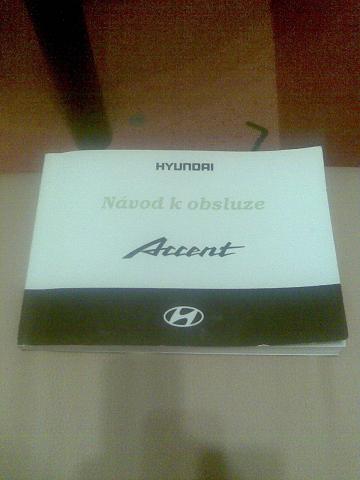 HYUNDAI
Návod k obsluze
Accent